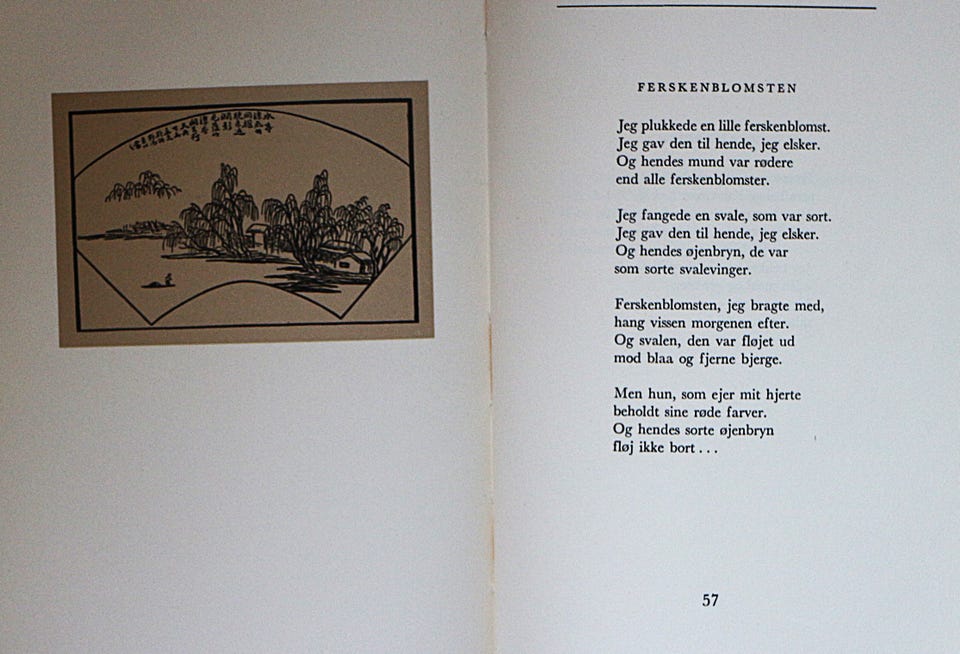 FERSKENBLOMSTEN
Jeg plukkede en lille ferskenblomst.
Jeg gav den til hende, jeg elsker.
Og hendes mund var rødere
end alle ferskenblomster.
Jeg fangede en svale, som var sort.
Jeg gav den til hende, jeg elsker.
Og hendes øjenbryn, de var
som sorte svalevinger.
Ferskenblomsten, jeg bragte med,
hang vissen morgenen efter.
Og svalen, den var fløjet ud
mod blaa og fjerne bjerge.
Men hun, som ejer mit hjerte
beholdt sine røde farver.
Og hendes sorte øjenbryn
fløj ikke bort . . .
57